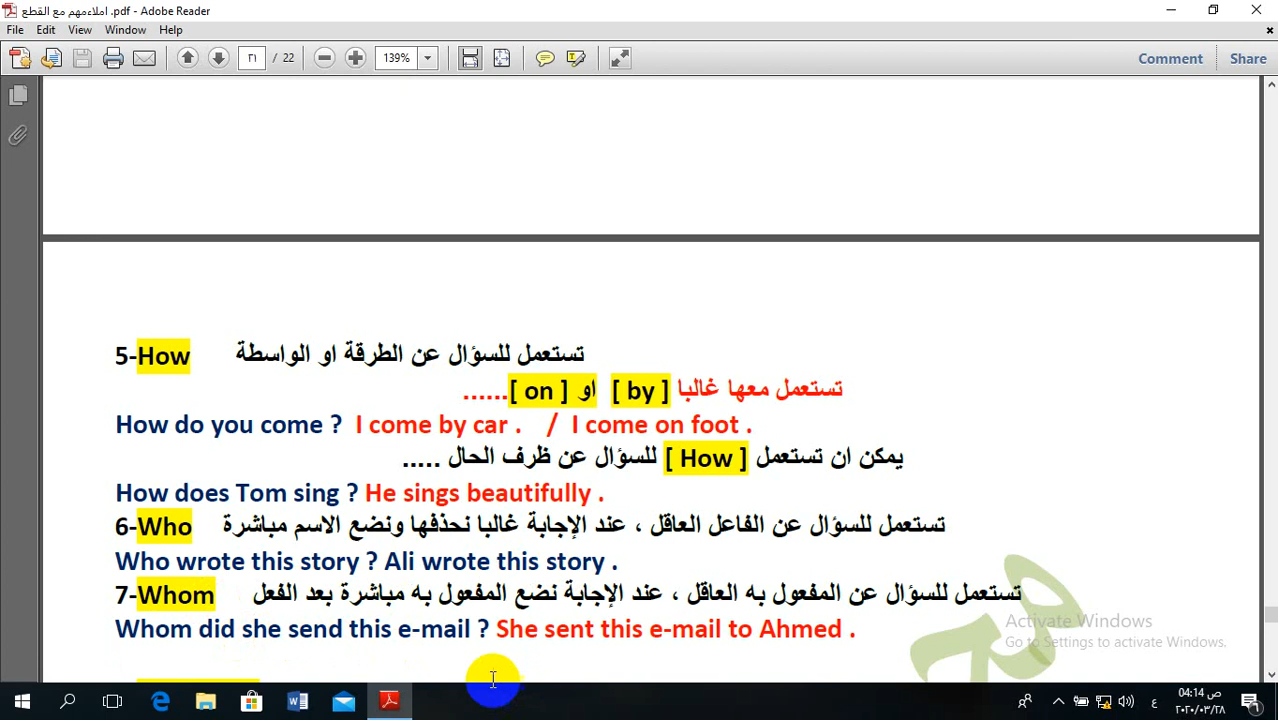 املاءمهم مع القطع .pdf - Adobe Reader
File Edit View Window Help
٢١ / 22 139% Comment Share
5-How تستعمل للسؤال عن الطرقة او الواسطة
تستعمل معها غالبا [ by ] او [ on ]......
How do you come ? I come by car . / I come on foot .
يمكن ان تستعمل [ How ] للسؤال عن ظرف الحال .....
How does Tom sing ? He sings beautifully .
6-Who تستعمل للسؤال عن الفاعل العاقل ، عند الإجابة غالبا نحذفها ونضع الاسم مباشرة
Who wrote this story ? Ali wrote this story .
7-Whom تستعمل للسؤال عن المفعول به العاقل ، عند الإجابة نضع المفعول به مباشرة بعد الفعل
Whom did she send this e-mail ? She sent this e-mail to Ahmed .
Activate Windows
Go to Settings to activate Windows.
ع
04:14 ص
٢٠٢٠/٠٣/٢٨